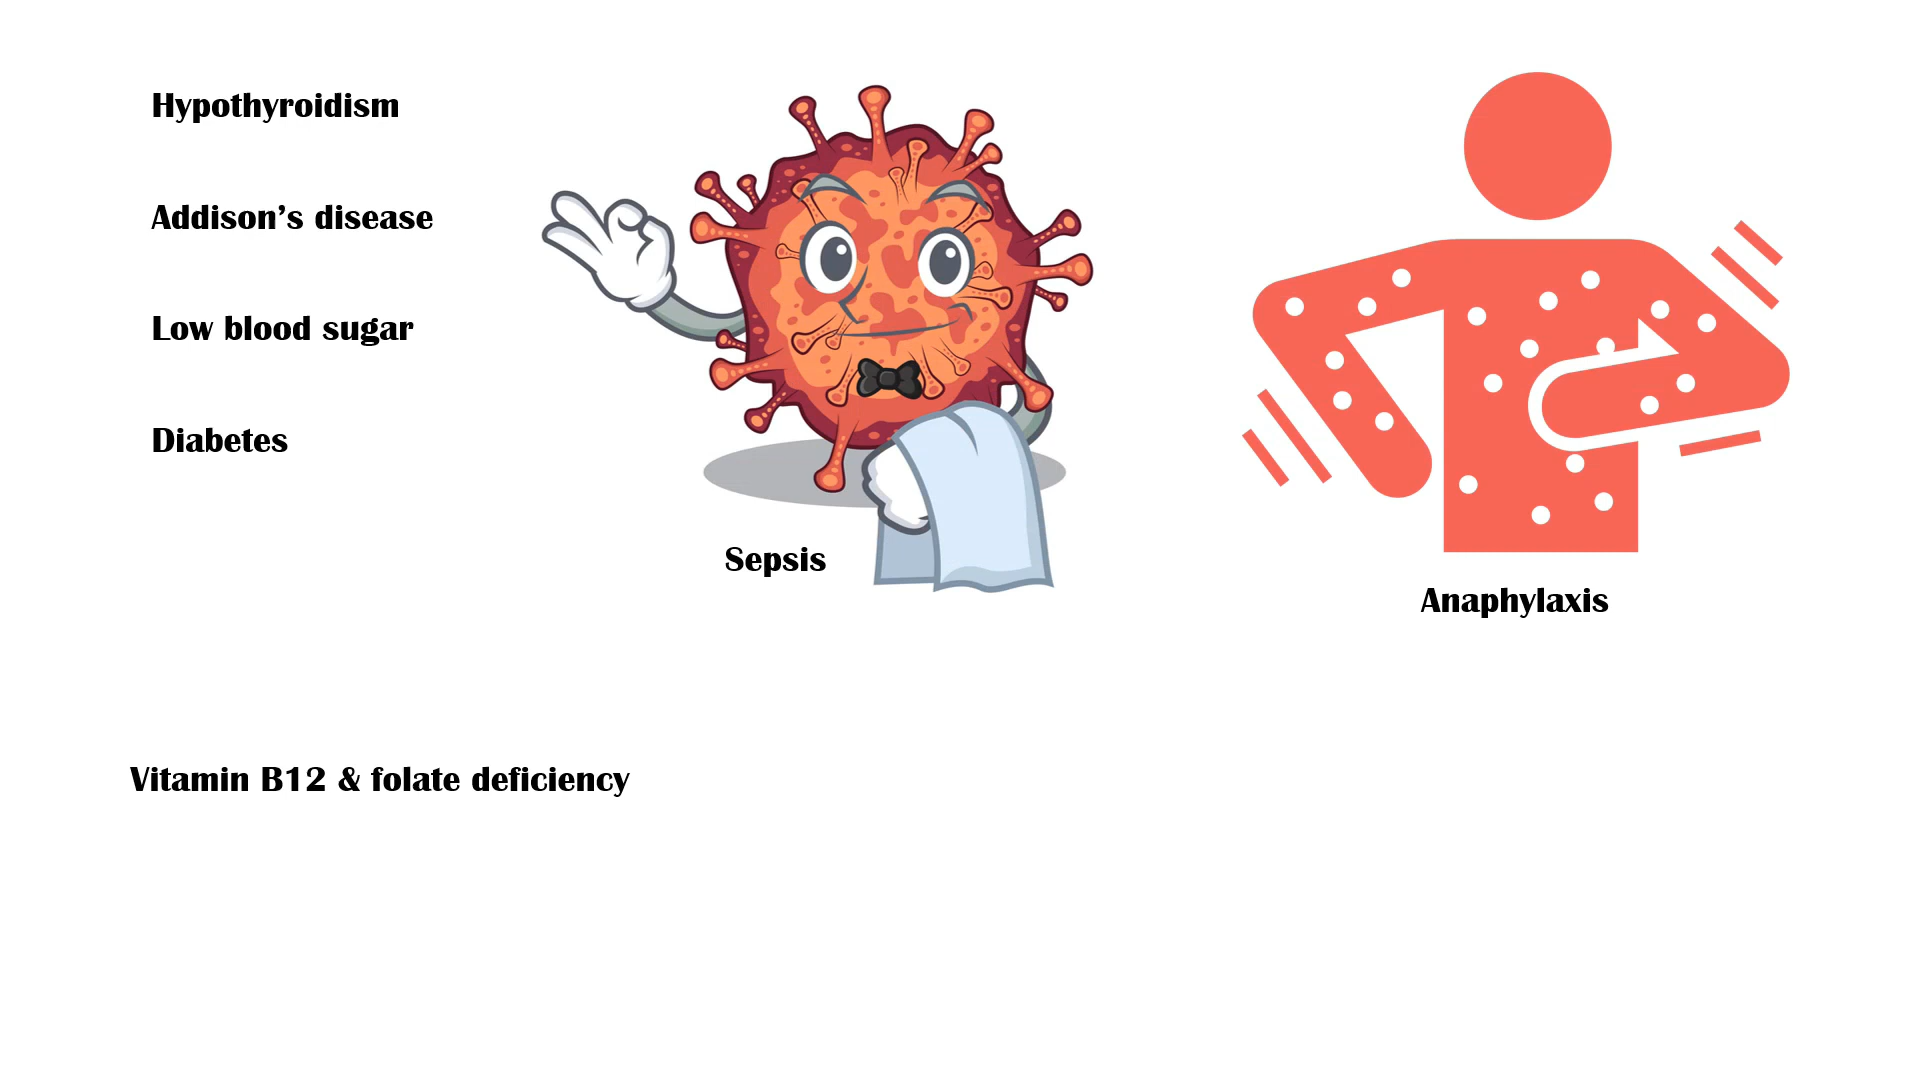 Hypothyroidism
Addison’s disease
Low blood sugar
Diabetes
Sepsis
Anaphylaxis
Vitamin B12 & folate deficiency